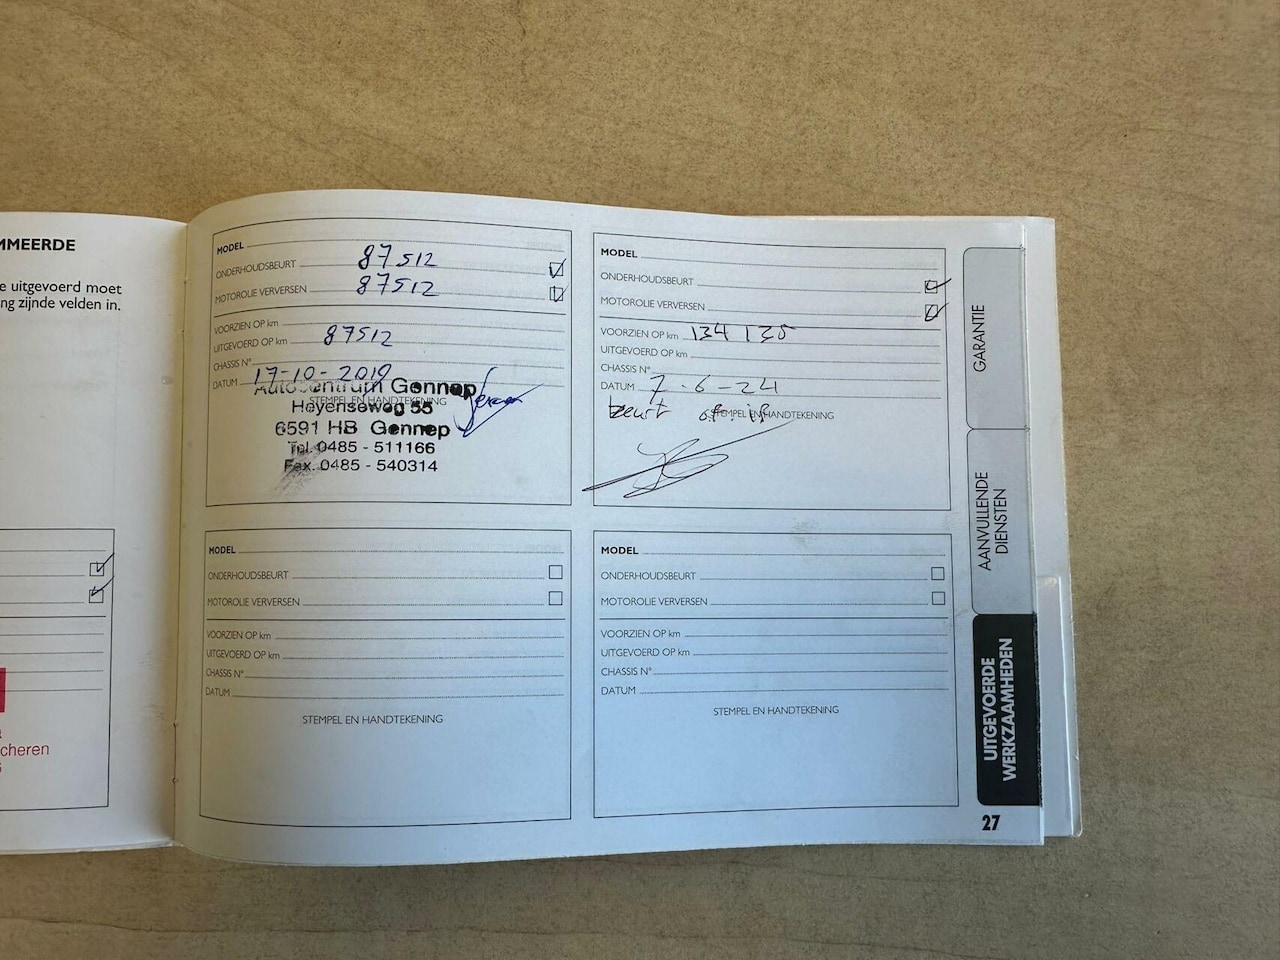 MMEERDE
e uitgevoerd moet
ng zijnde velden in.
cheren
MODEL
ONDERHOUDSBEURT 87512
MOTOROLIE VERVERSEN 87512
VOORZIEN OP km
UITGEVOERD OP km 87512
CHASSIS N°
DATUM 17-10-2019
STEMPEL EN HANDTEKENING
Autocentrum Gennep
Heyenseweg 55
6591 HB Gennep
Tel. 0485 - 511166
Fax. 0485 - 540314
MODEL
ONDERHOUDSBEURT
MOTOROLIE VERVERSEN
VOORZIEN OP km 134 135
UITGEVOERD OP km
CHASSIS N°
DATUM 7-6-24
beurt
STEMPEL EN HANDTEKENING
MODEL
ONDERHOUDSBEURT
MOTOROLIE VERVERSEN
VOORZIEN OP km
UITGEVOERD OP km
CHASSIS N°
DATUM
STEMPEL EN HANDTEKENING
MODEL
ONDERHOUDSBEURT
MOTOROLIE VERVERSEN
VOORZIEN OP km
UITGEVOERD OP km
CHASSIS N°
DATUM
STEMPEL EN HANDTEKENING
GARANTIE
AANVULLENDE
DIENSTEN
UITGEVOERDE
WERKZAAMHEDEN
27